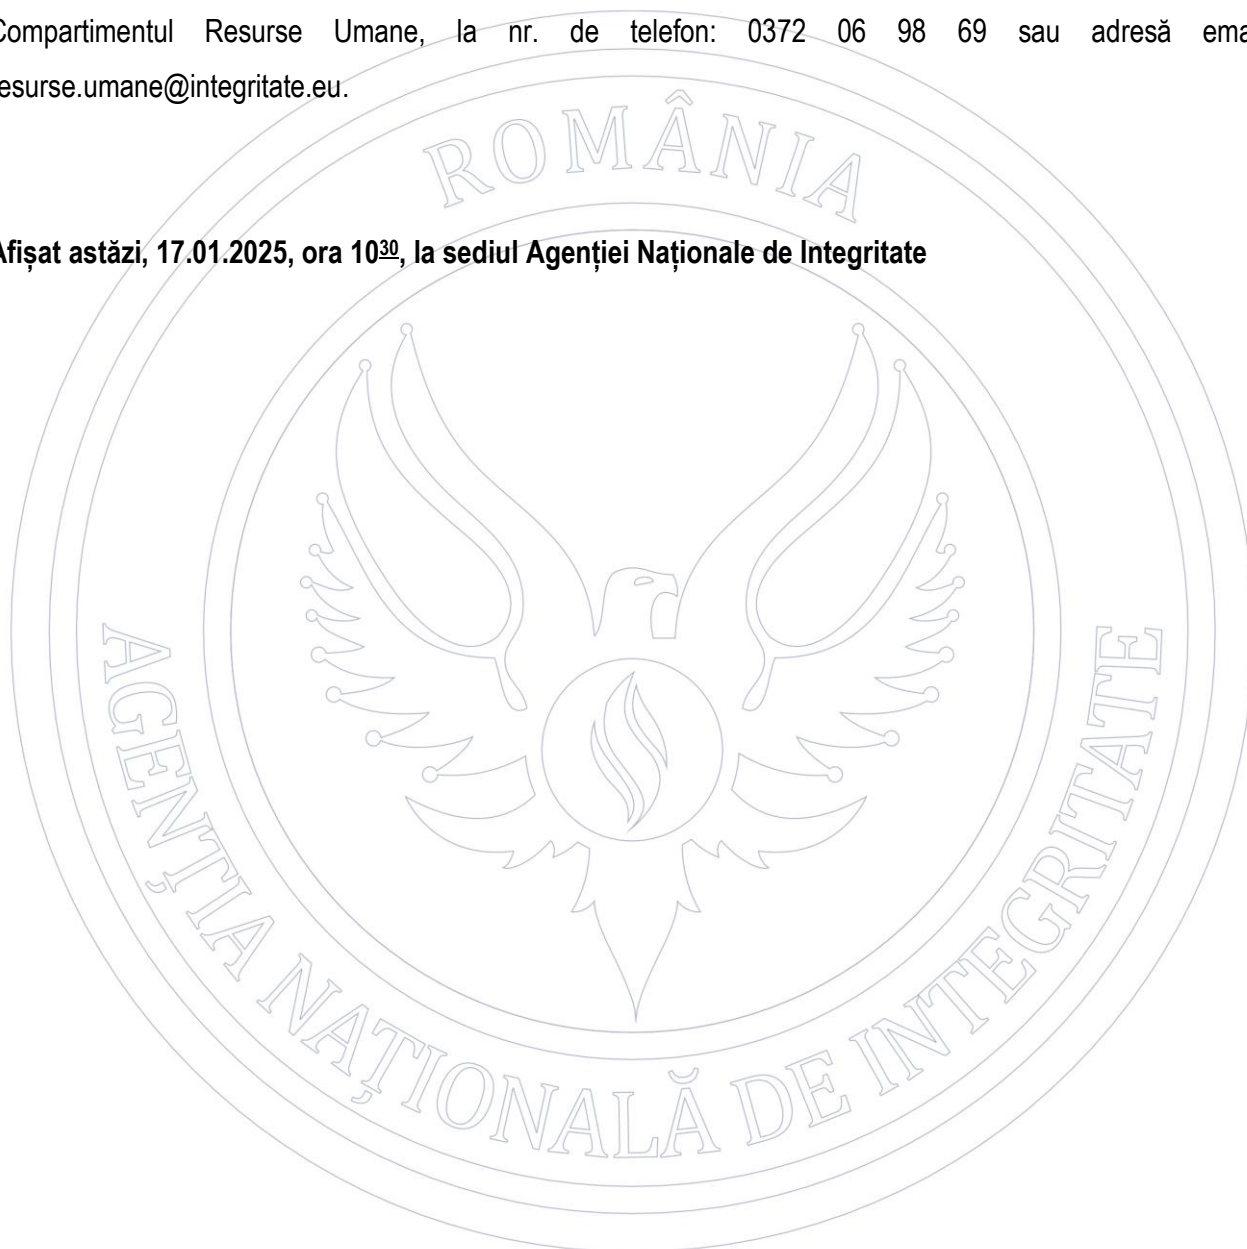 Compartimentul Resurse Umane, la nr. de telefon: 0372 06 98 69 sau adresă ema
resurse.umane@integritate.eu.
ROMÂNIA
Afișat astăzi, 17.01.2025, ora 10³⁰, la sediul Agenției Naționale de Integritate
AGENȚIA NAȚIONALĂ DE INTEGRITATE